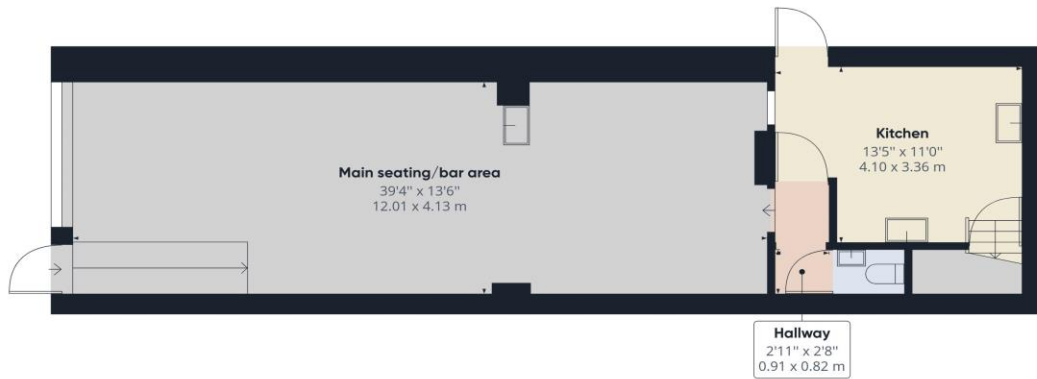 Main seating/bar area
39'4" x 13'6"
12.01 x 4.13 m
Kitchen
13'5" x 11'0"
4.10 x 3.36 m
Hallway
2'11" x 2'8"
0.91 x 0.82 m